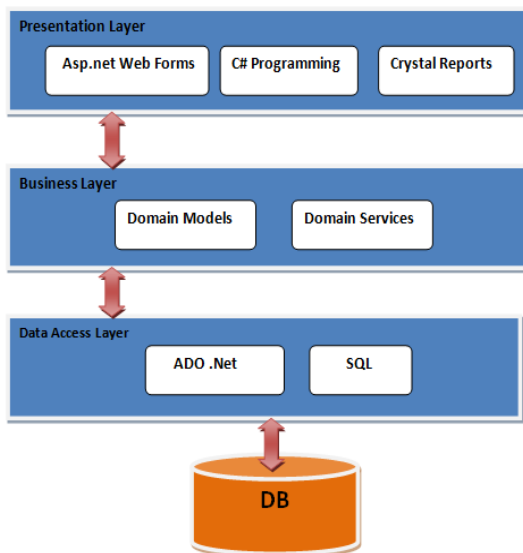 Presentation Layer
Asp.net Web Forms
C# Programming
Crystal Reports
Business Layer
Domain Models
Domain Services
Data Access Layer
ADO .Net
SQL
DB